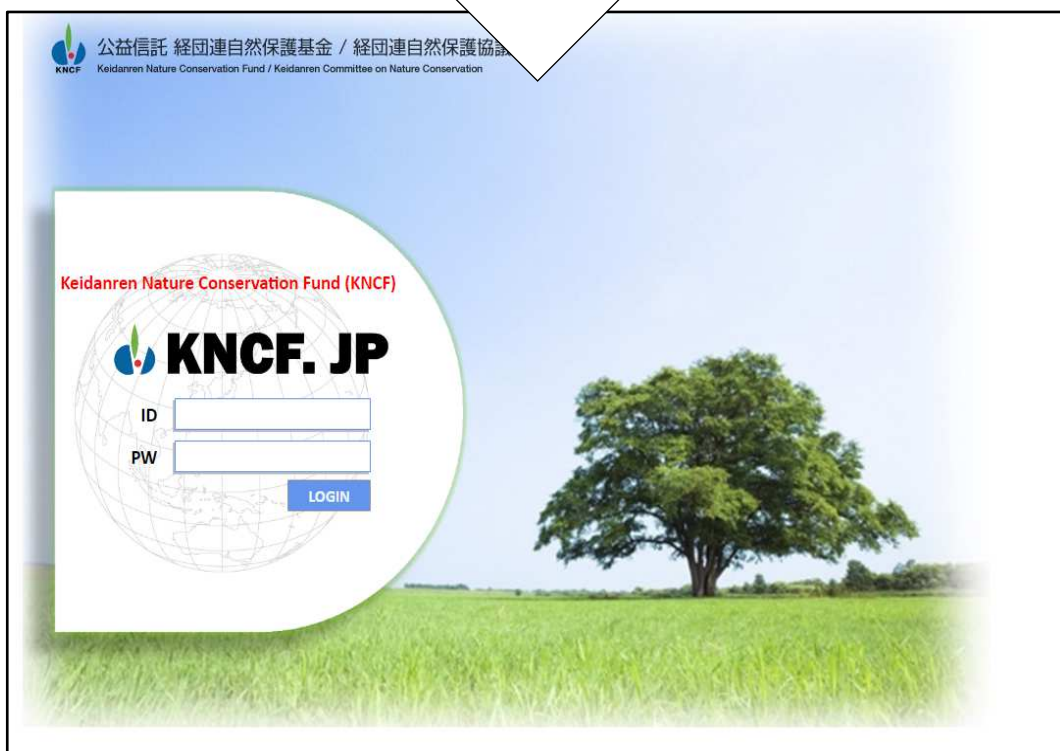 公益信託 経団連自然保護基金 / 経団連自然保護協
KNCF
Keidanren Nature Conservation Fund / Keidanren Committee on Nature Conservation
Keidanren Nature Conservation Fund (KNCF)
KNCF. JP
ID
PW
LOGIN